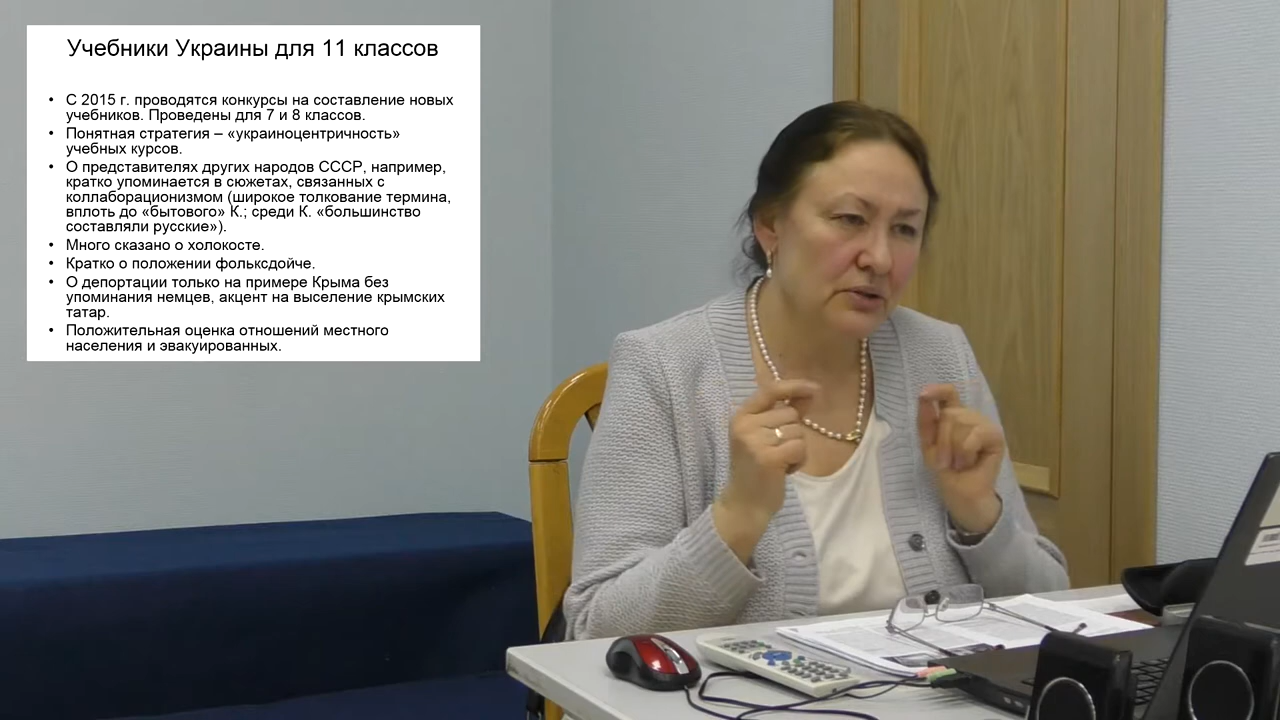 Учебники Украины для 11 классов
• С 2015 г. проводятся конкурсы на составление новых
учебников. Проведены для 7 и 8 классов.
• Понятная стратегия – «украиноцентричность»
учебных курсов.
• О представителях других народов СССР, например,
кратко упоминается в сюжетах, связанных с
коллаборационизмом (широкое толкование термина,
вплоть до «бытового» К.; среди К. «большинство
составляли русские»).
• Много сказано о холокосте.
• Кратко о положении фольксдойче.
• О депортации только на примере Крыма без
упоминания немцев, акцент на выселение крымских
татар.
• Положительная оценка отношений местного
населения и эвакуированных.